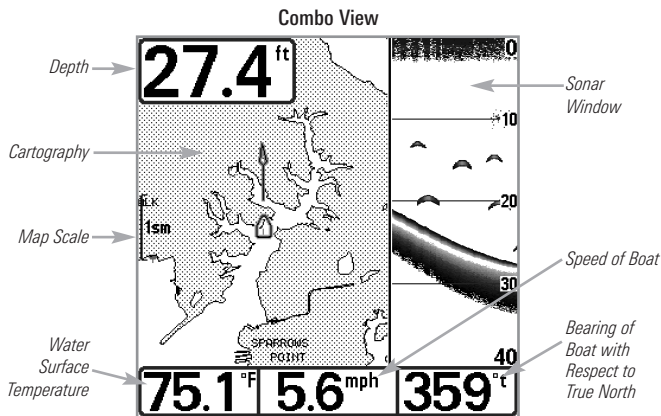 Combo View
Depth
27.4 ft
0
Sonar
Window
10
Cartography
20
1sm
Map Scale
Speed of Boat
30
SPARROWS
POINT
Water
Surface
Temperature
40
Bearing of
Boat with
Respect to
True North
75.1 °F
5.6 mph
359 °t